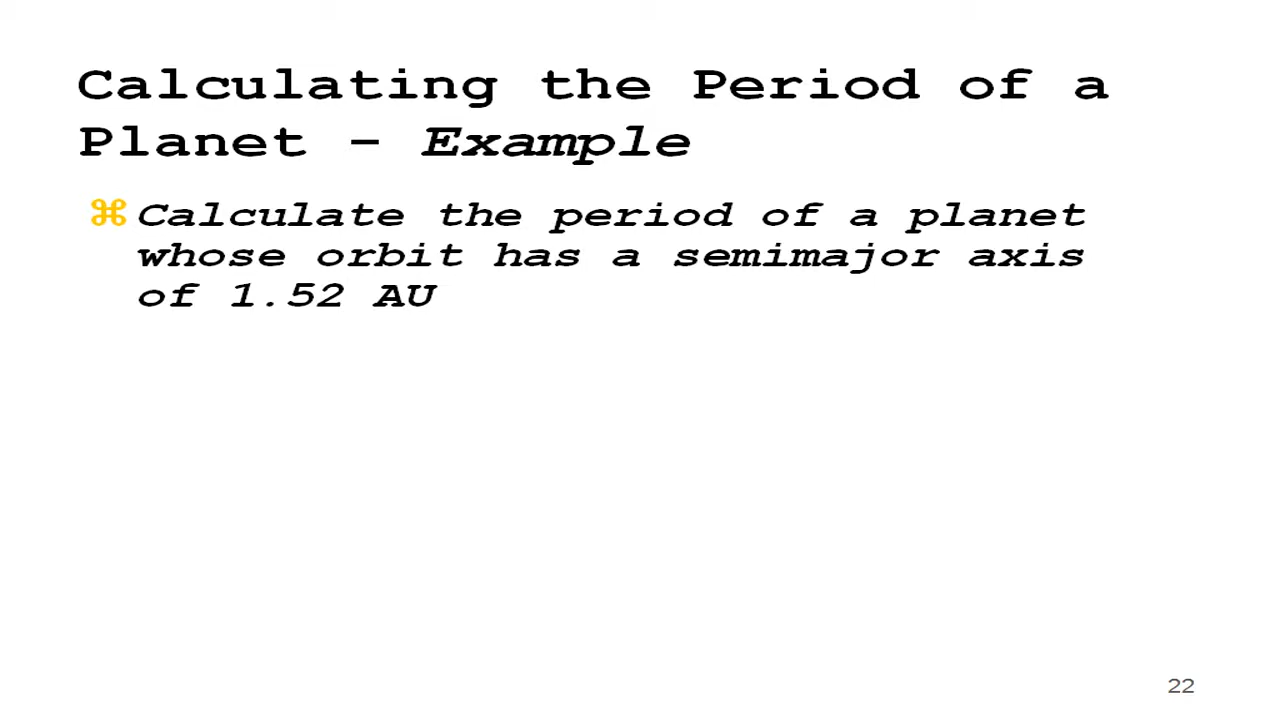 Calculating the Period of a
Planet – Example
⌘ Calculate the period of a planet
whose orbit has a semimajor axis
of 1.52 AU
22